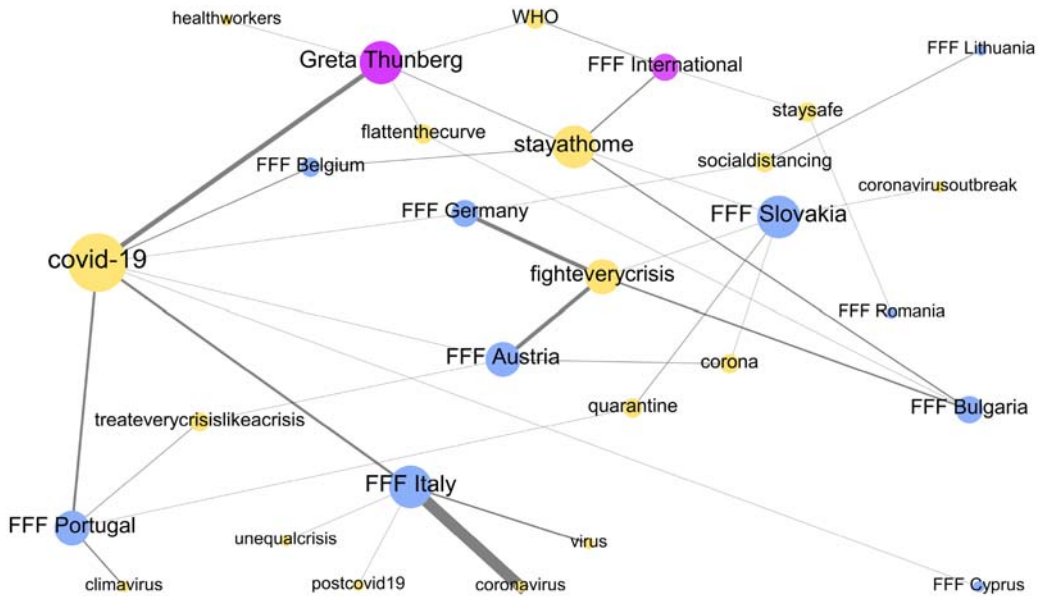 healthworkers
WHO
Greta Thunberg
FFF International
FFF Lithuania
staysafe
flattenthecurve
stayathome
FFF Belgium
socialdistancing
coronavirusoutbreak
FFF Germany
FFF Slovakia
covid-19
fighteverycrisis
FFF Romania
FFF Austria
corona
quarantine
FFF Bulgaria
treateverycrisislikeacrisis
FFF Italy
FFF Portugal
unequalcrisis
virus
climavirus
postcovid19
coronavirus
FFF Cyprus